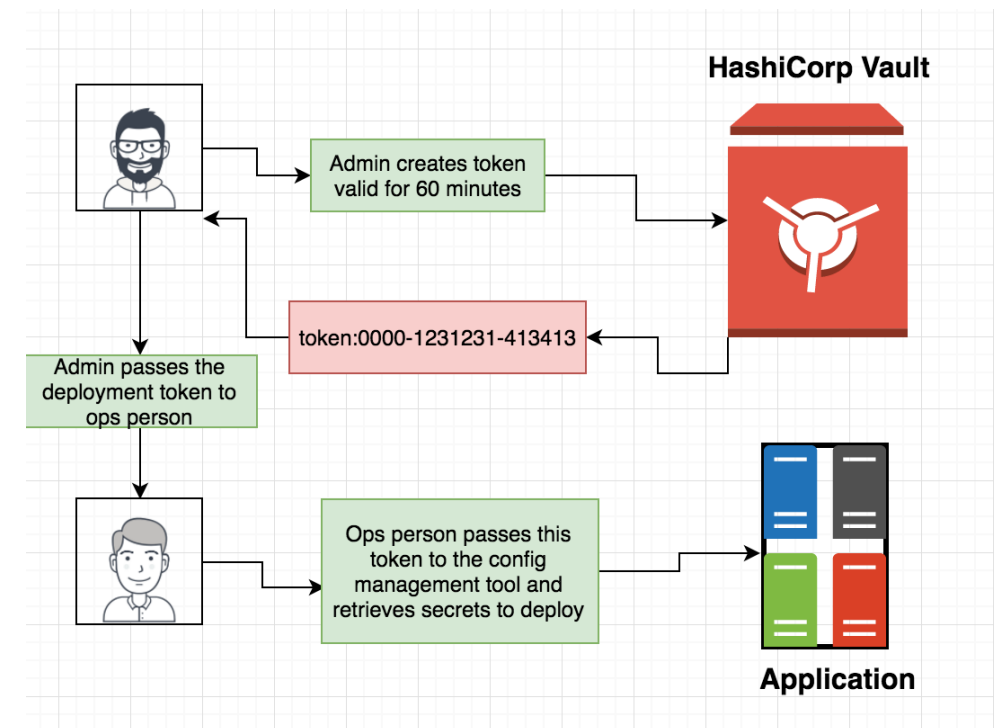 HashiCorp Vault
Admin creates token
valid for 60 minutes
token:0000-1231231-413413
Admin passes the
deployment token to
ops person
Ops person passes this
token to the config
management tool and
retrieves secrets to deploy
Application